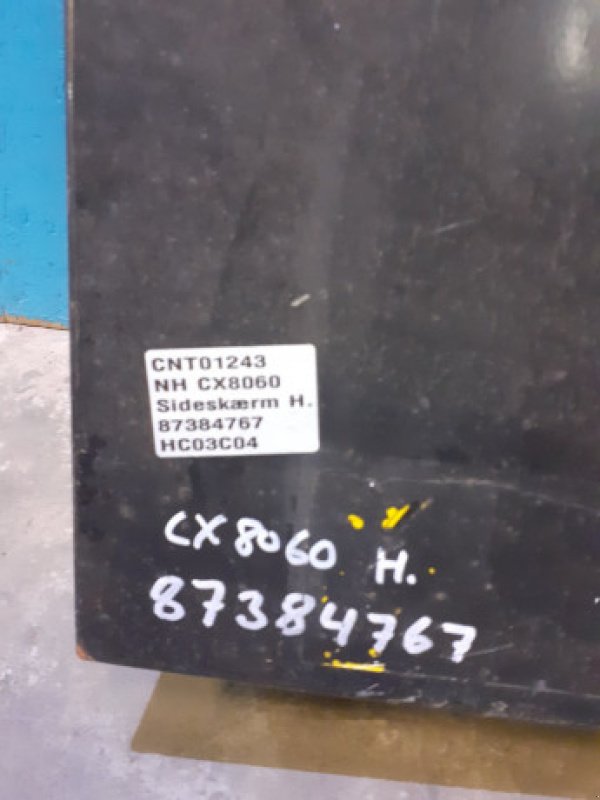 CNT01243
NH CX8060
Sideskærm H.
87384767
HC03C04
CX8060 H.
87384767